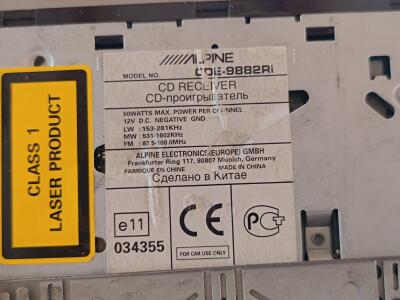 ALPINE
MODEL NO. CDE-9882Ri
CD RECEIVER
CD-проигрыватель
50WATTS MAX. POWER PER CHANNEL
12V D.C. NEGATIVE GND
LW : 153-281KHz
MW : 531-1602KHz
FM : 87.5-108.0MHz
ALPINE ELECTRONICS(EUROPE) GMBH
Frankfurter Ring 117, 80807 Munich, Germany
FABRIQUE EN CHINE MADE IN CHINA
Сделано в Китае
CLASS 1
LASER PRODUCT
e11
034355
CE
FOR CAR USE ONLY